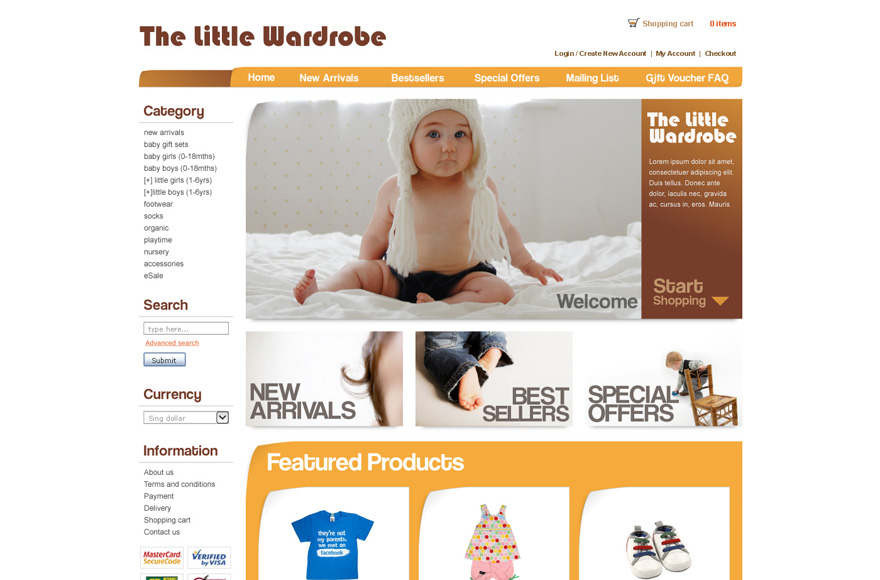 The Little Wardrobe
Shopping cart 0 items
Login / Create New Account | My Account | Checkout
Home New Arrivals Bestsellers Special Offers Mailing List Gift Voucher FAQ
Category
new arrivals
baby gift sets
baby girls (0-18mths)
baby boys (0-18mths)
[+] little girls (1-6yrs)
[+]little boys (1-6yrs)
footwear
socks
organic
playtime
nursery
accessories
eSale
Search
type here...
Advanced search
Submit
Currency
Sing dollar
Information
About us
Terms and conditions
Payment
Delivery
Shopping cart
Contact us
MasterCard.
SecureCode
VERIFIED
by VISA
Welcome
The Little
Wardrobe
Lorem ipsum dolor sit amet,
consectetuer adipiscing elit.
Duis tellus. Donec ante
dolor, iaculis nec, gravida
ac, cursus in, eros. Mauris
Start
Shopping
NEW
ARRIVALS
BEST
SELLERS
SPECIAL
OFFERS
Featured Products
they're not
my parents,
we met on
facebook